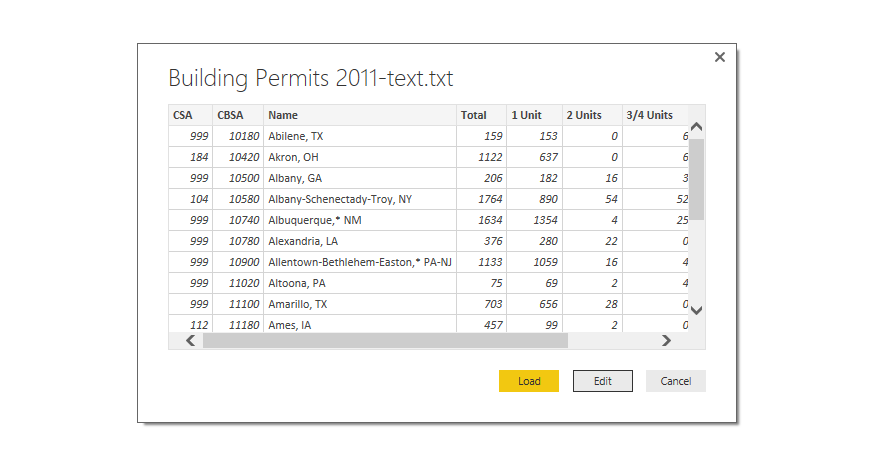 Building Permits 2011-text.txt
CSA CBSA Name Total 1 Unit 2 Units 3/4 Units
999 10180 Abilene, TX 159 153 0 6
184 10420 Akron, OH 1122 637 0 6
999 10500 Albany, GA 206 182 16 3
104 10580 Albany-Schenectady-Troy, NY 1764 890 54 52
999 10740 Albuquerque,* NM 1634 1354 4 25
999 10780 Alexandria, LA 376 280 22 0
999 10900 Allentown-Bethlehem-Easton,* PA-NJ 1133 1059 16 4
999 11020 Altoona, PA 75 69 2 4
999 11100 Amarillo, TX 703 656 28 0
112 11180 Ames, IA 457 99 2 0
Load Edit Cancel